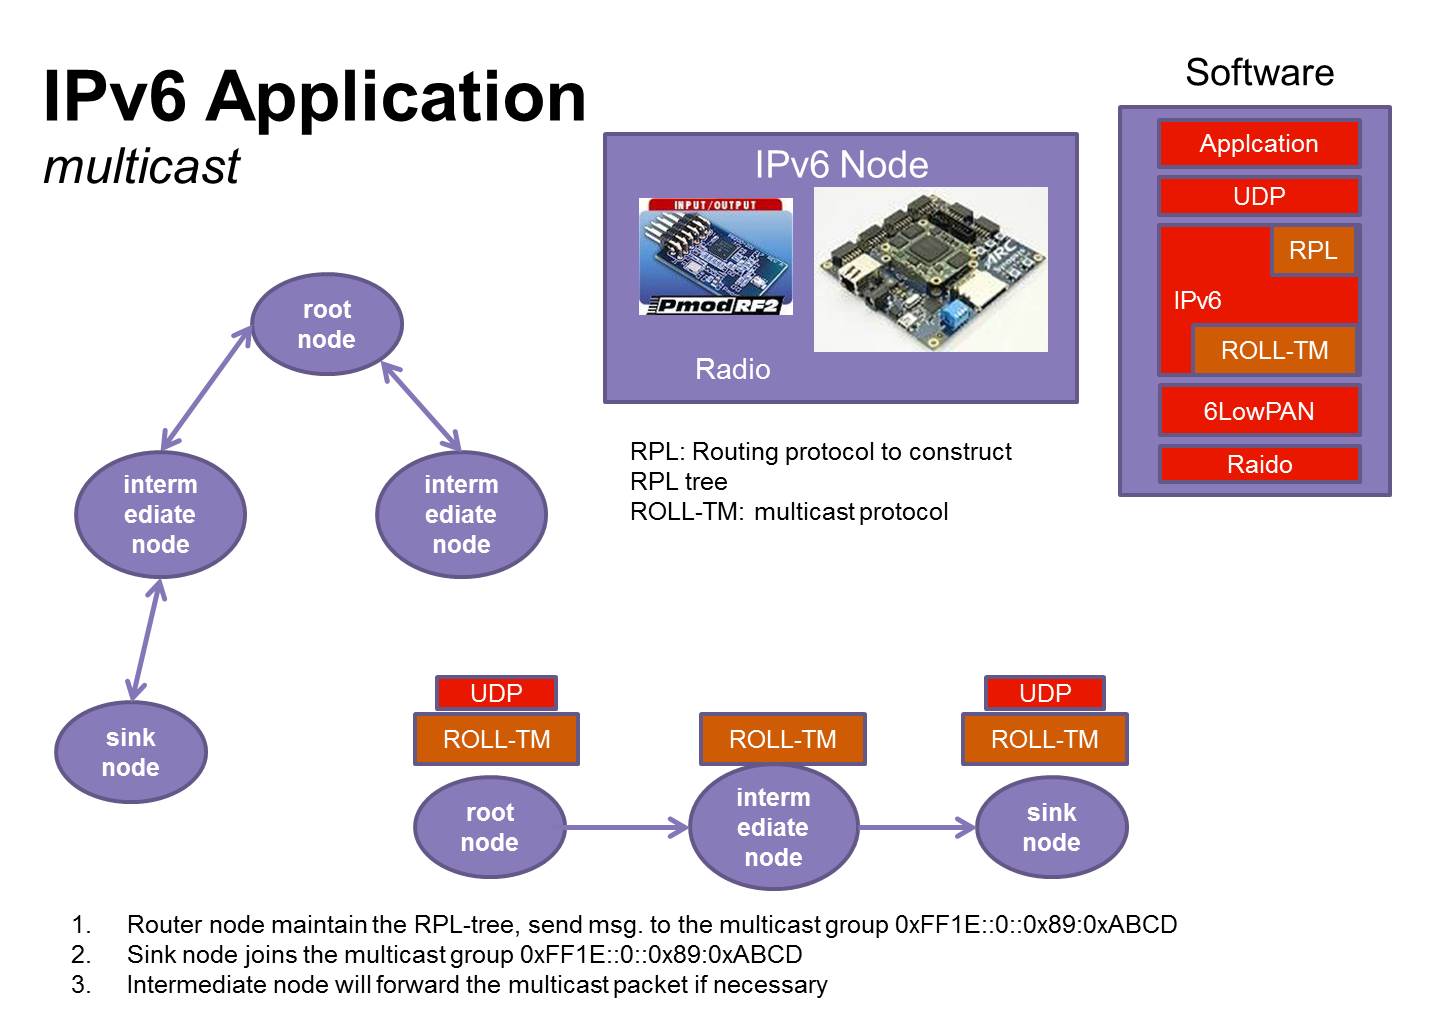 IPv6 Application
multicast
Software
Applcation
UDP
RPL
IPv6
ROLL-TM
6LowPAN
Raido
IPv6 Node
INPUT/OUTPUT
ARC
PmodRF2
Radio
RPL: Routing protocol to construct
RPL tree
ROLL-TM: multicast protocol
root
node
interm
ediate
node
interm
ediate
node
sink
node
UDP
ROLL-TM
root
node
ROLL-TM
interm
ediate
node
UDP
ROLL-TM
sink
node
1. Router node maintain the RPL-tree, send msg. to the multicast group 0xFF1E::0::0x89:0xABCD
2. Sink node joins the multicast group 0xFF1E::0::0x89:0xABCD
3. Intermediate node will forward the multicast packet if necessary